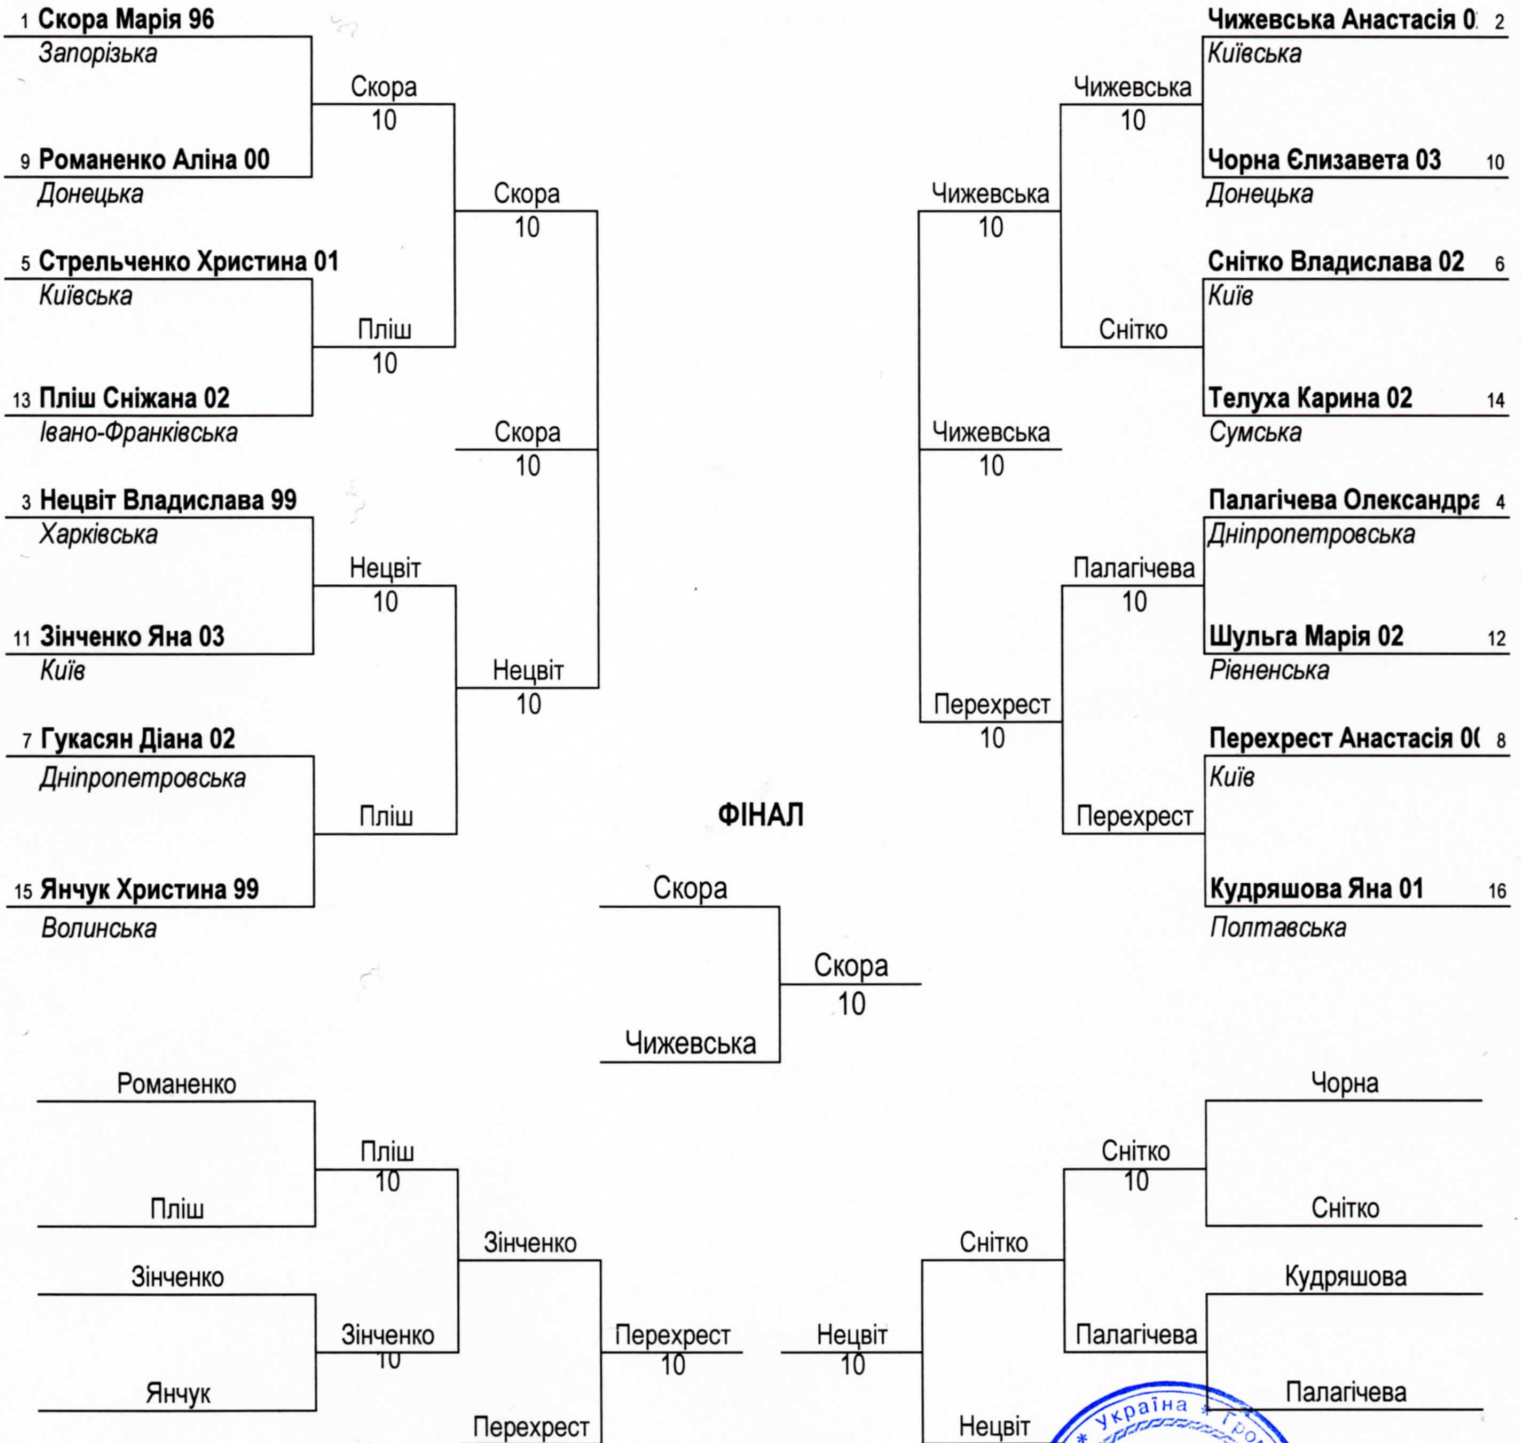 1 Скора Марія 96
Запорізька
Скора
10
9 Романенко Аліна 00
Донецька
Скора
10
5 Стрельченко Христина 01
Київська
Пліш
10
13 Пліш Сніжана 02
Івано-Франківська
Скора
10
3 Нецвіт Владислава 99
Харківська
Нецвіт
10
11 Зінченко Яна 03
Київ
Нецвіт
10
7 Гукасян Діана 02
Дніпропетровська
Пліш
15 Янчук Христина 99
Волинська
Чижевська Анастасія 0 2
Київська
Чижевська
10
Чорна Єлизавета 03 10
Донецька
Чижевська
10
Снітко Владислава 02 6
Київ
Снітко
Телуха Карина 02 14
Сумська
Чижевська
10
Палагічева Олександра 4
Дніпропетровська
Палагічева
10
Шульга Марія 02 12
Рівненська
Перехрест
10
Перехрест Анастасія 0 8
Київ
Перехрест
Кудряшова Яна 01 16
Полтавська
ФІНАЛ
Скора
Скора
10
Чижевська
Романенко
Пліш
10
Пліш
Зінченко
Зінченко
Зінченко
10
Янчук
Перехрест
10
Перехрест
Чорна
Снітко
10
Снітко
Снітко
Кудряшова
Палагічева
Палагічева
Нецвіт
10
Нецвіт
* Україна *